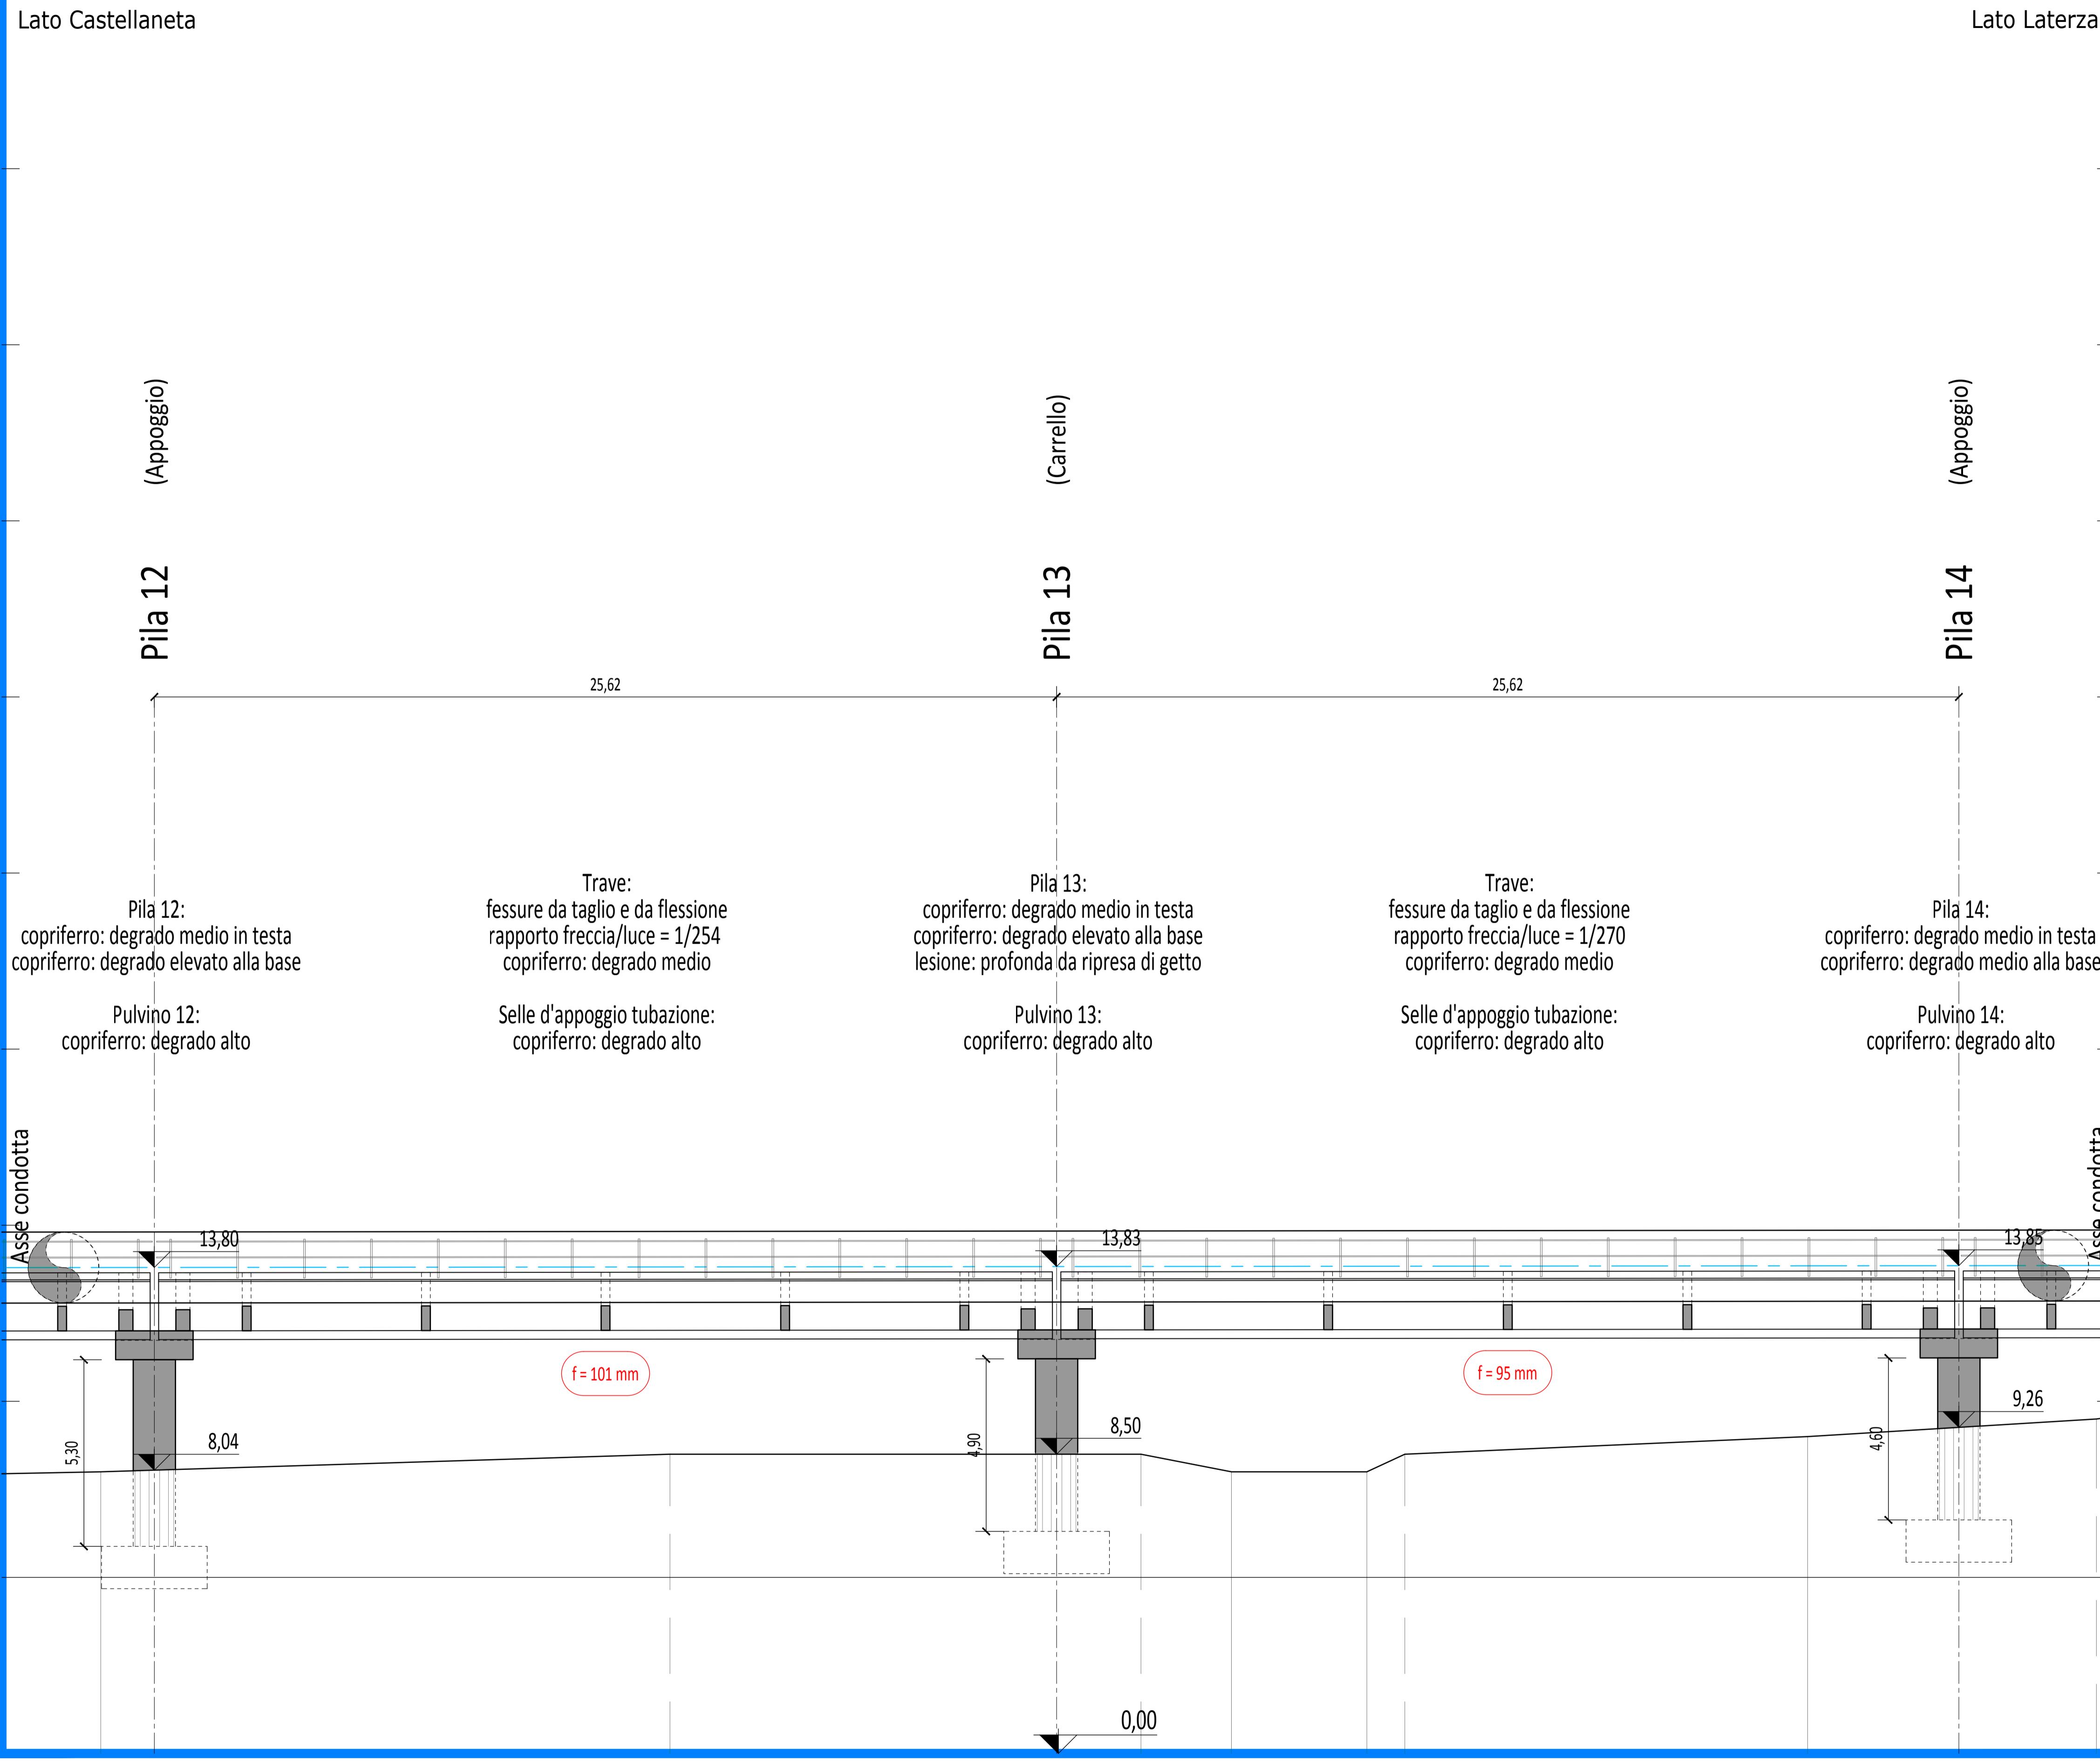 Lato Castellaneta
Lato Laterza
(Appoggio)
(Carrello)
(Appoggio)
Pila 12
Pila 13
Pila 14
25,62
25,62
Pila 12:
copriferro: degrado medio in testa
copriferro: degrado elevato alla base
Pulvino 12:
copriferro: degrado alto
Trave:
fessure da taglio e da flessione
rapporto freccia/luce = 1/254
copriferro: degrado medio
Selle d'appoggio tubazione:
copriferro: degrado alto
Pila 13:
copriferro: degrado medio in testa
copriferro: degrado elevato alla base
lesione: profonda da ripresa di getto
Pulvino 13:
copriferro: degrado alto
Trave:
fessure da taglio e da flessione
rapporto freccia/luce = 1/270
copriferro: degrado medio
Selle d'appoggio tubazione:
copriferro: degrado alto
Pila 14:
copriferro: degrado medio in testa
copriferro: degrado medio alla base
Pulvino 14:
copriferro: degrado alto
Asse condotta
Asse condotta
13,80
13,83
13,85
f = 101 mm
f = 95 mm
5,30
8,04
4,90
8,50
4,60
9,26
0,00